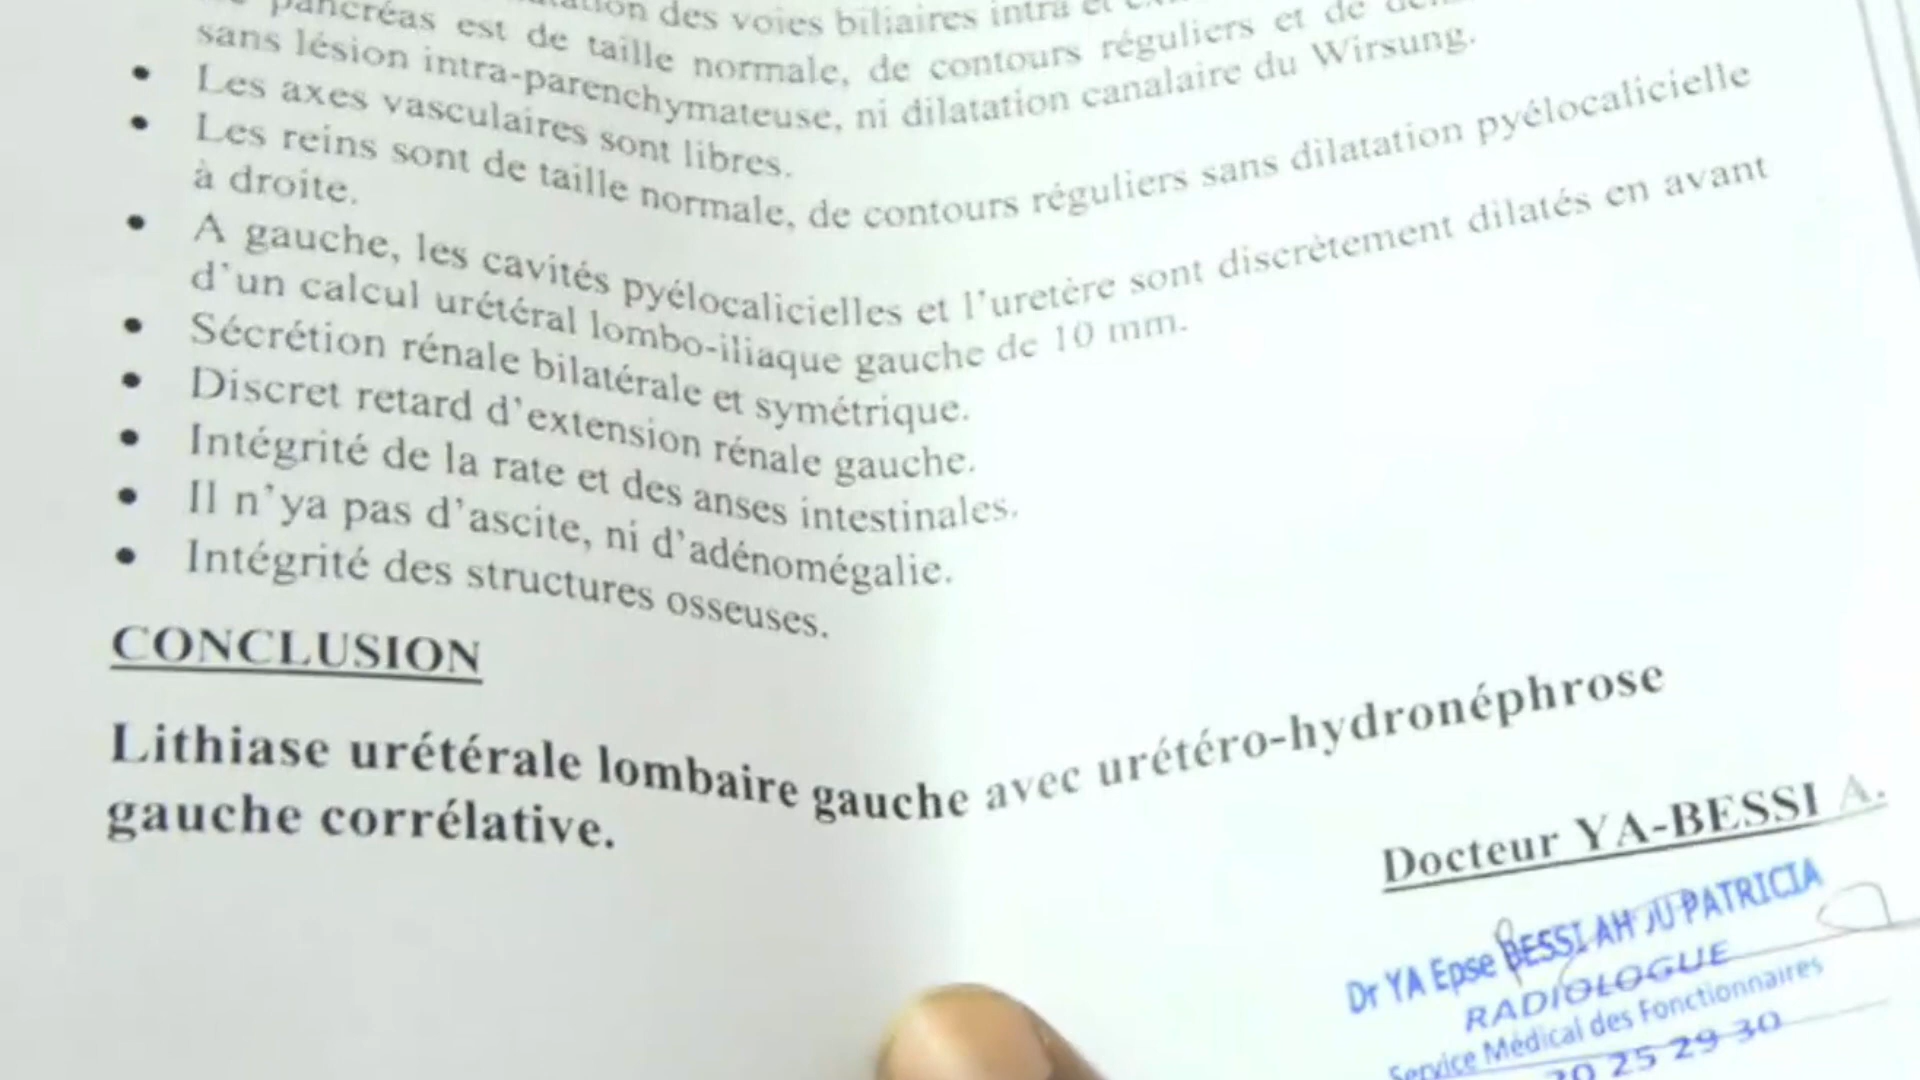 des voies biliaires intra et
pancréas est de taille normale, de contours réguliers et de
sans lésion intra-parenchymateuse, ni dilatation canalaire du Wirsung.
• Les axes vasculaires sont libres.
• Les reins sont de taille normale, de contours réguliers sans dilatation pyélocalicielle
à droite.
• A gauche, les cavités pyélocalicielles et l'uretère sont discrètement dilatés en avant
d'un calcul urétéral lombo-iliaque gauche de 10 mm.
• Sécrétion rénale bilatérale et symétrique.
• Discret retard d'extension rénale gauche.
• Intégrité de la rate et des anses intestinales.
• Il n'ya pas d'ascite, ni d'adénomégalie.
• Intégrité des structures osseuses.
CONCLUSION
Lithiase urétérale lombaire gauche avec urétéro-hydronéphrose
gauche corrélative.
Docteur YA-BESSI A.
Dr YA Epse BESSI AH JU PATRICIA
RADIOLOGUE
Service Médical des Fonctionnaires
20 25 29 30